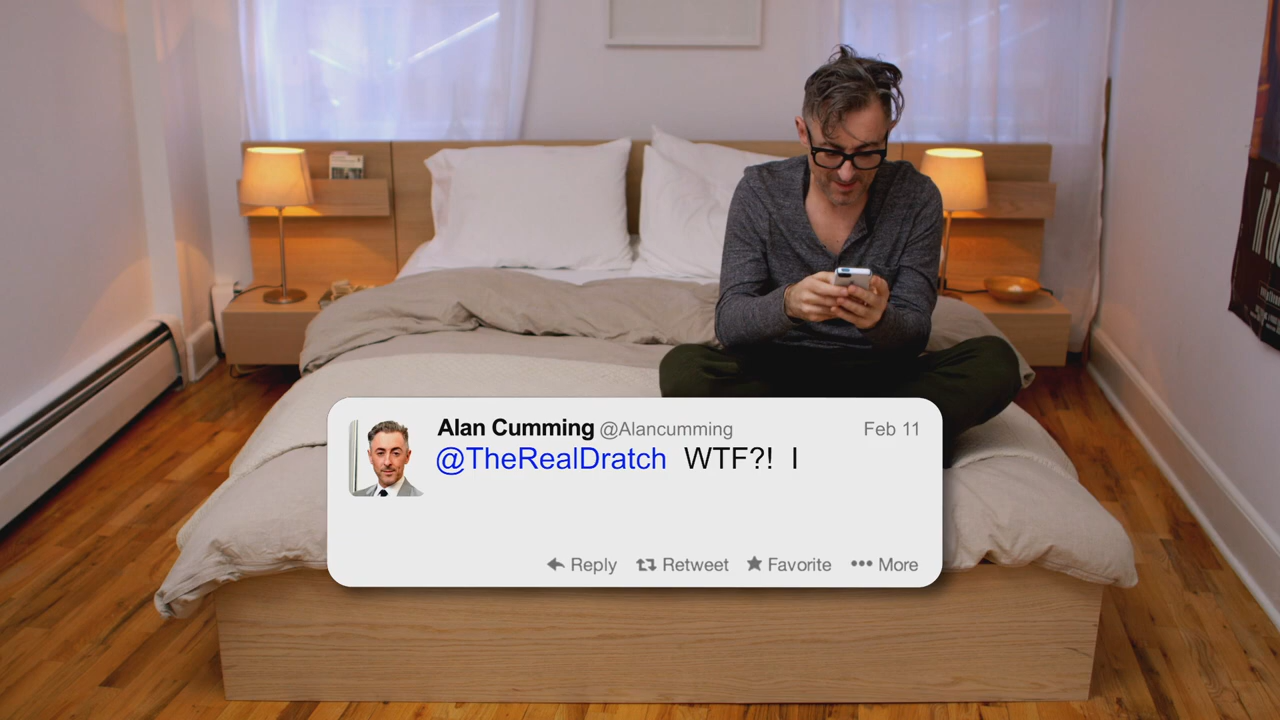 Alan Cumming @Alancumming Feb 11
@TheRealDratch WTF?! I
Reply Retweet Favorite More